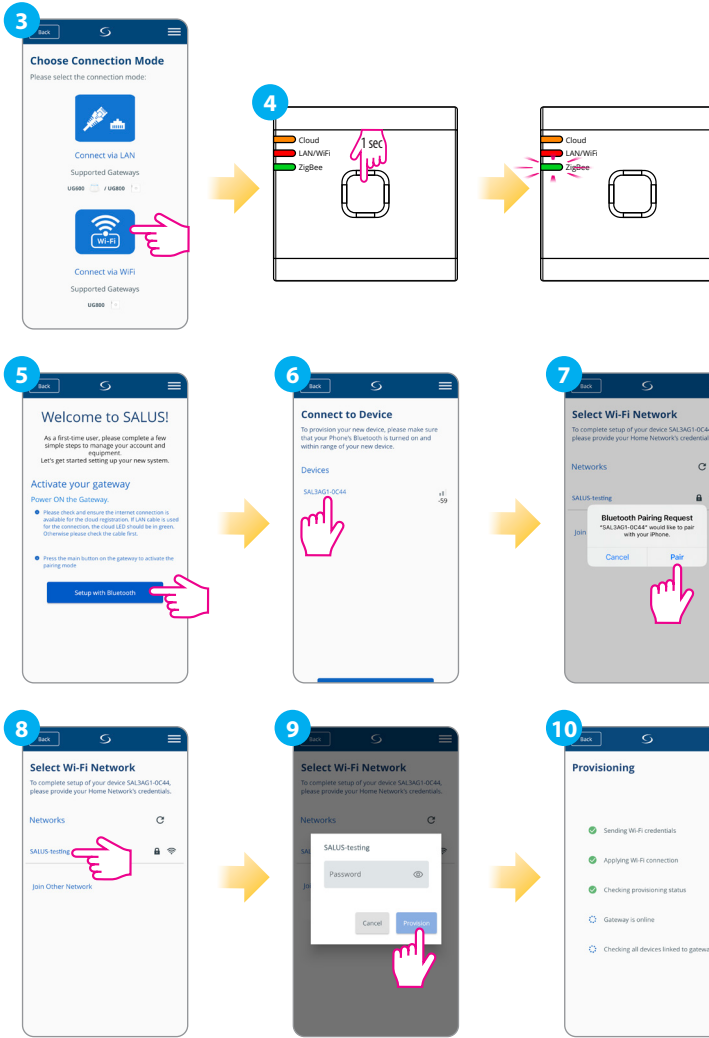 3
Back
Choose Connection Mode
Please select the connection mode:
Connect via LAN
Supported Gateways
UG600 / UG800
Wi-Fi
Connect via WiFi
Supported Gateways
UG800
4
Cloud
LAN/WiFi
ZigBee
1 sec
Cloud
LAN/WiFi
ZigBee
5
Back
Welcome to SALUS!
As a first-time user, please complete a few
simple steps to manage your account and
equipment.
Let's get started setting up your new system.
Activate your gateway
Power ON the Gateway.
Please check and ensure the internet connection is
available for the cloud registration. If LAN cable is used
for the connection, the cloud LED should be in green.
Otherwise please check the cable first.
Press the main button on the gateway to activate the
pairing mode
Setup with Bluetooth
6
Back
Connect to Device
To provision your new device, please make sure
that your Phone's Bluetooth is turned on and
within range of your new device.
Devices
SAL3AG1-0C44
-59
7
Back
Select Wi-Fi Network
To complete setup of your device SAL3AG1-0C44
please provide your Home Network's credential
Networks
SALUS-testing
Join
Bluetooth Pairing Request
"SAL3AG1-0C44" would like to pair
with your iPhone.
Cancel
Pair
8
Back
Select Wi-Fi Network
To complete setup of your device SAL3AG1-0C44,
please provide your Home Network's credentials.
Networks
SALUS-testing
Join Other Network
9
Back
Select Wi-Fi Network
To complete setup of your device SAL3AG1-0C44,
please provide your Home Network's credentials.
Networks
SAL
Joi
SALUS-testing
Password
Cancel
Provision
10
Back
Provisioning
Sending Wi-Fi credentials
Applying Wi-Fi connection
Checking provisioning status
Gateway is online
Checking all devices linked to gatewa